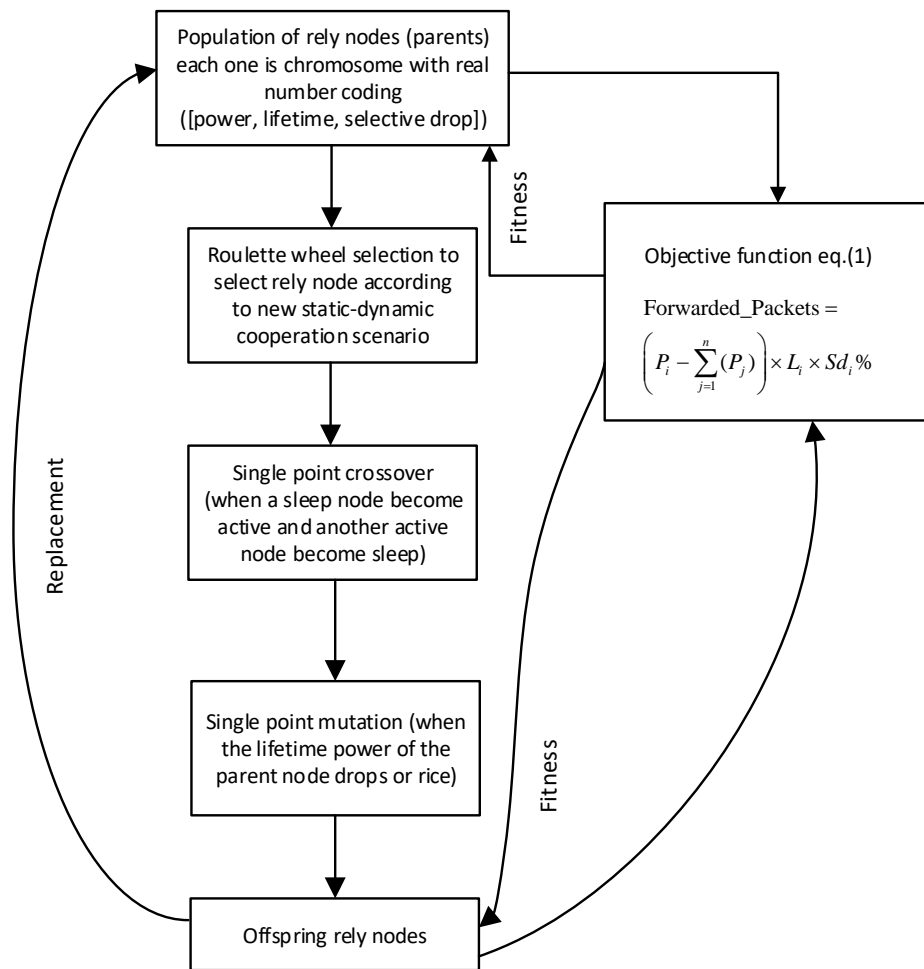 Population of rely nodes (parents)
each one is chromosome with real
number coding
([power, lifetime, selective drop])
Fitness
Roulette wheel selection to
select rely node according
to new static-dynamic
cooperation scenario
Objective function eq.(1)
Forwarded_Packets =
(P_i − ∑_{j=1}^{n}(P_j)) × L_i × Sd_i %
Single point crossover
(when a sleep node become
active and another active
node become sleep)
Replacement
Single point mutation (when
the lifetime power of the
parent node drops or rice)
Fitness
Offspring rely nodes